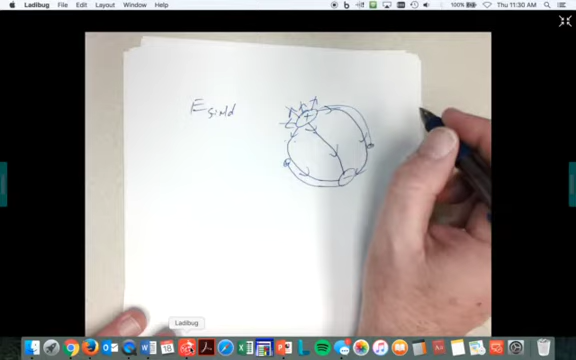 Ladibug File Edit Layout Window Help 100% Thu 11:30 AM
E field
+
−
Ladibug